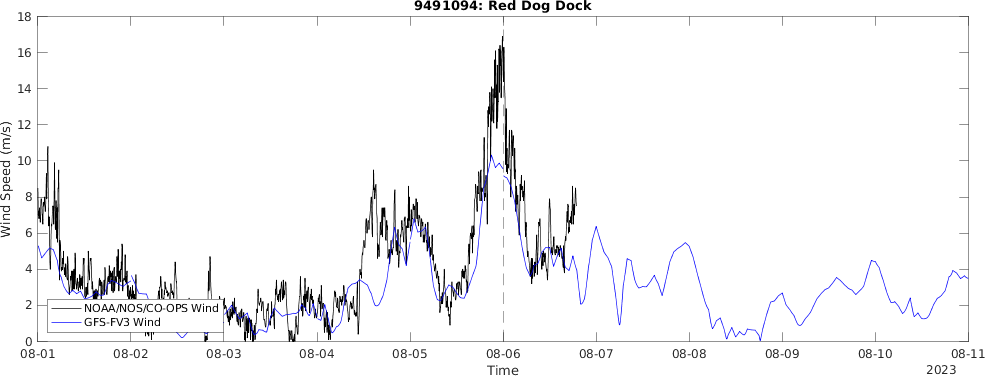 9491094: Red Dog Dock
Wind Speed (m/s)
18
16
14
12
10
8
6
4
2
0
NOAA/NOS/CO-OPS Wind
GFS-FV3 Wind
08-01 08-02 08-03 08-04 08-05 08-06 08-07 08-08 08-09 08-10 08-11
Time
2023